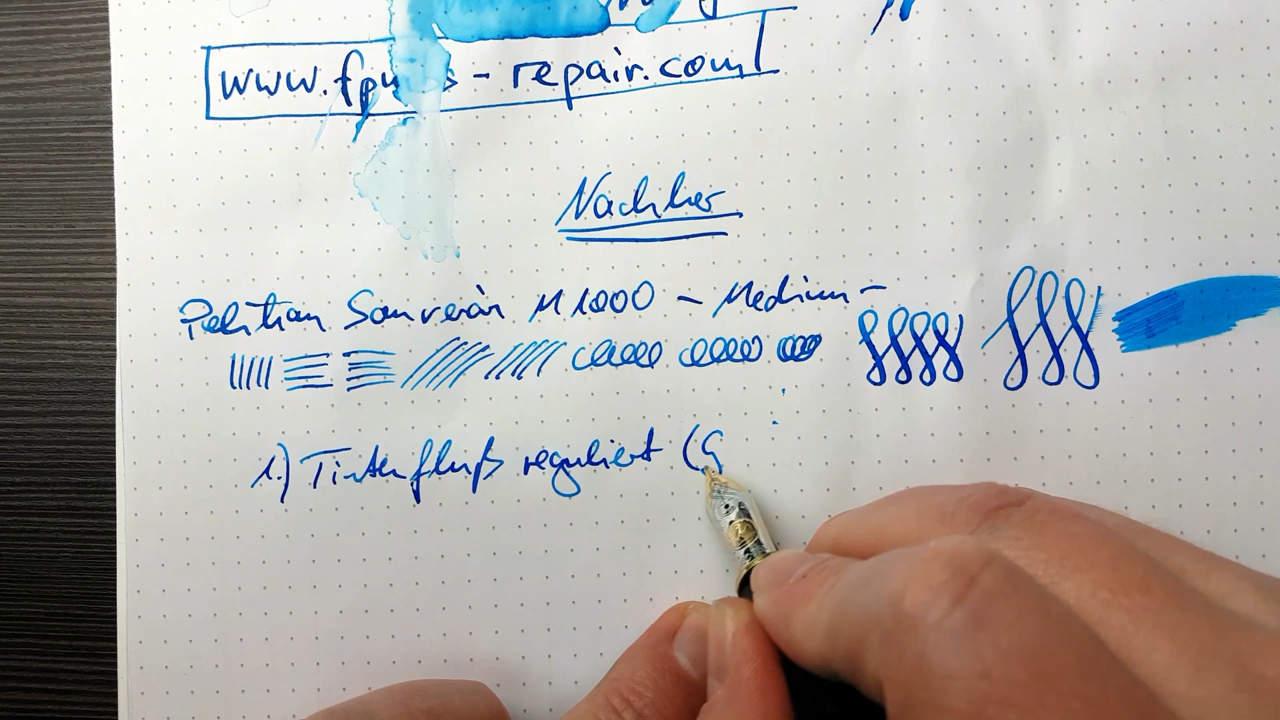 www.fp - repair.com
Nachher
Pelikan Souverän M1000 - Medium -
1.) Tintenfluß reguliert (G